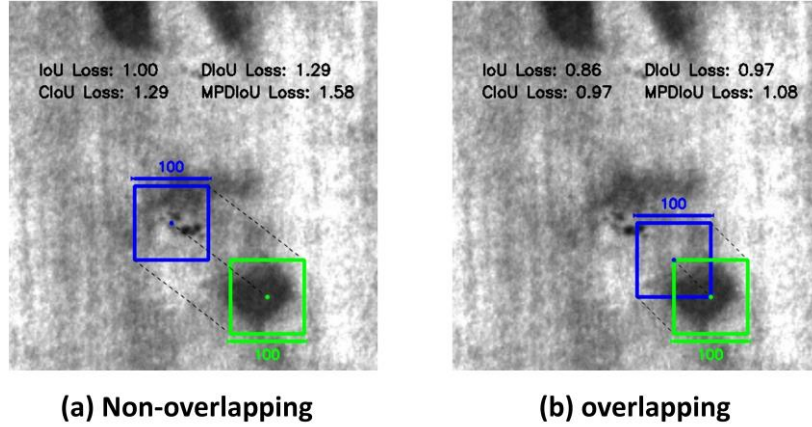 IoU Loss: 1.00 DIoU Loss: 1.29
CIoU Loss: 1.29 MPDIoU Loss: 1.58
100
100
(a) Non-overlapping
IoU Loss: 0.86 DIoU Loss: 0.97
CIoU Loss: 0.97 MPDIoU Loss: 1.08
100
100
(b) overlapping